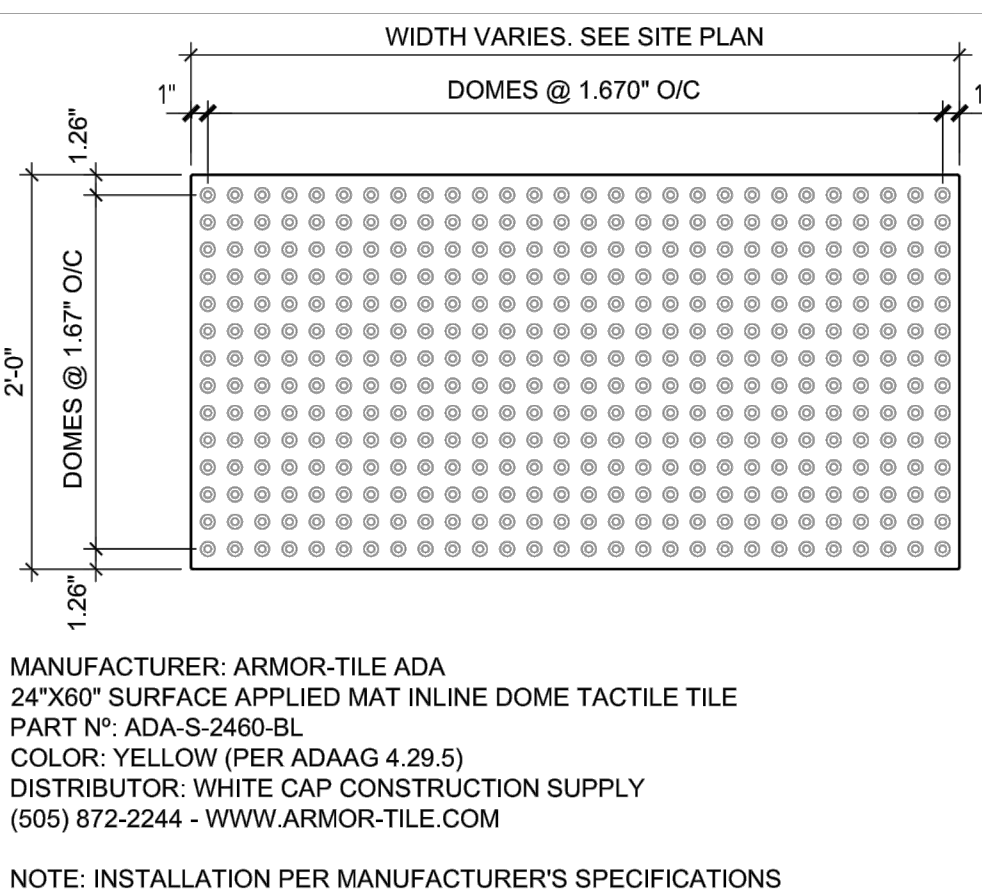 WIDTH VARIES. SEE SITE PLAN
1"
DOMES @ 1.670" O/C
1
1.26"
DOMES @ 1.67" O/C
2'-0"
1.26"
MANUFACTURER: ARMOR-TILE ADA
24"X60" SURFACE APPLIED MAT INLINE DOME TACTILE TILE
PART Nº: ADA-S-2460-BL
COLOR: YELLOW (PER ADAAG 4.29.5)
DISTRIBUTOR: WHITE CAP CONSTRUCTION SUPPLY
(505) 872-2244 - WWW.ARMOR-TILE.COM
NOTE: INSTALLATION PER MANUFACTURER'S SPECIFICATIONS